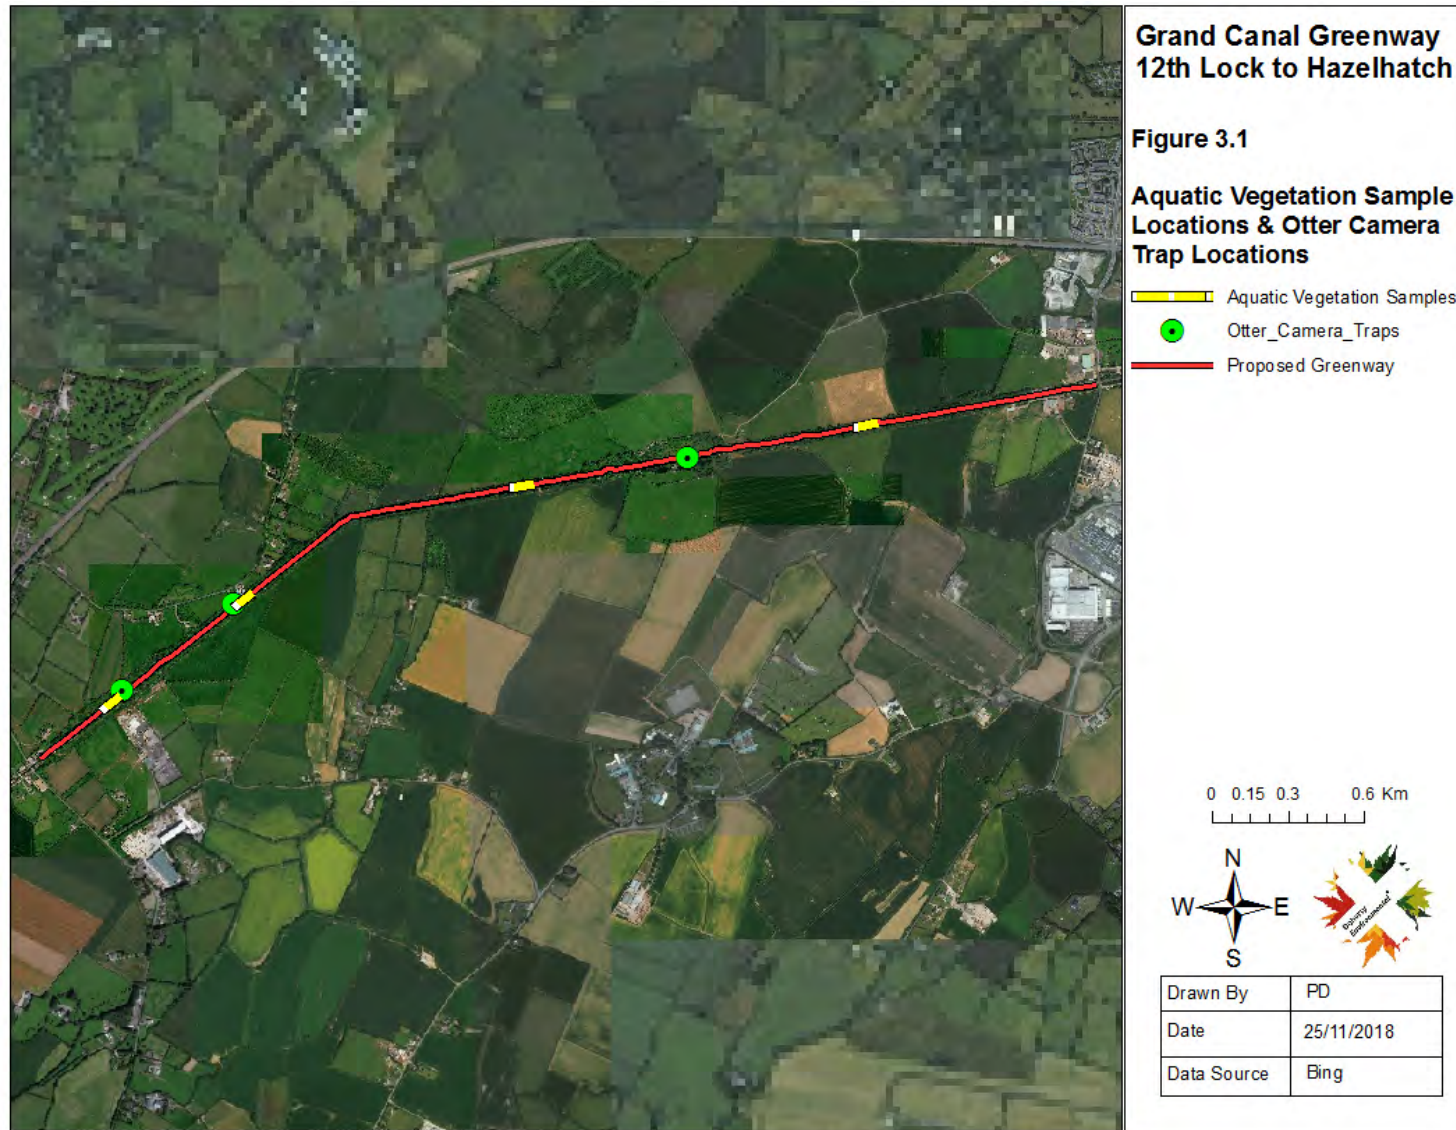 Grand Canal Greenway
12th Lock to Hazelhatch
Figure 3.1
Aquatic Vegetation Sample
Locations & Otter Camera
Trap Locations
Aquatic Vegetation Samples
Otter_Camera_Traps
Proposed Greenway
0 0.15 0.3 0.6 Km
N
W E
S
Doherty
Environmental
Drawn By PD
Date 25/11/2018
Data Source Bing